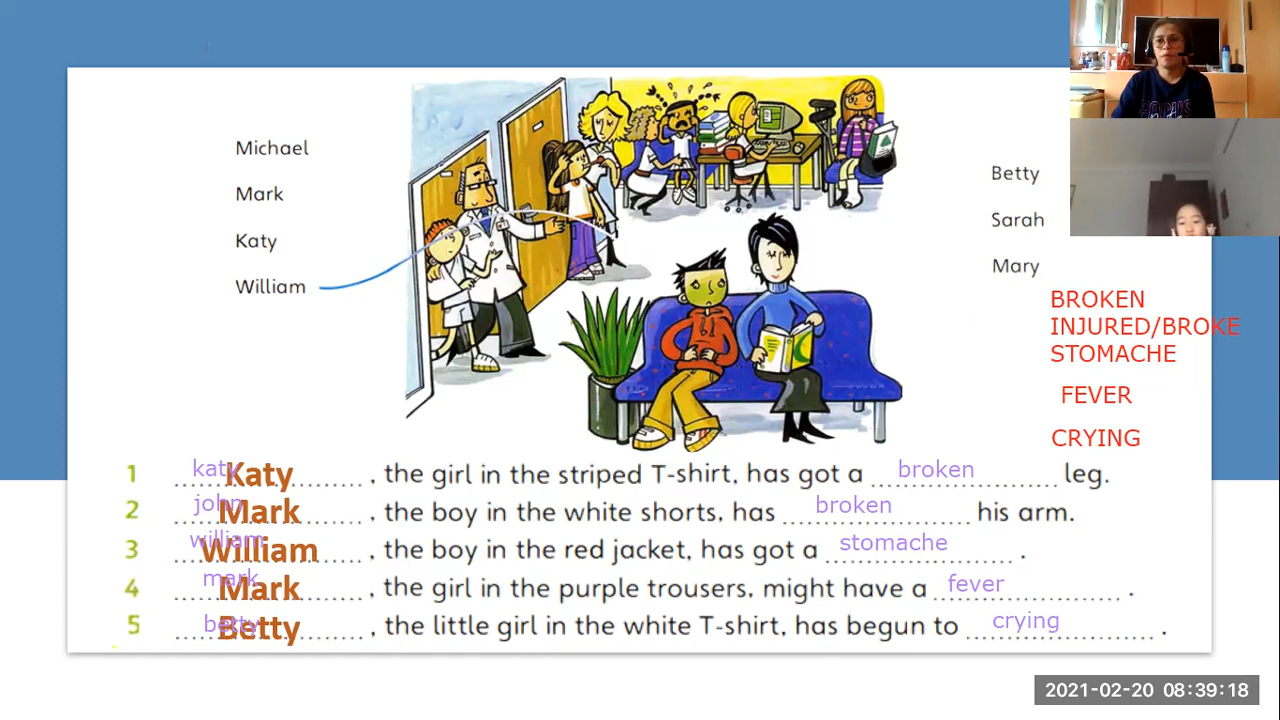 Michael
Mark
Katy
William
Betty
Sarah
Mary
BROKEN
INJURED/BROKE
STOMACHE
FEVER
CRYING
1 katy Katy, the girl in the striped T-shirt, has got a broken leg.
2 john Mark, the boy in the white shorts, has broken his arm.
3 william William, the boy in the red jacket, has got a stomache.
4 mark Mark, the girl in the purple trousers, might have a fever.
5 betty Betty, the little girl in the white T-shirt, has begun to crying.
2021-02-20 08:39:18